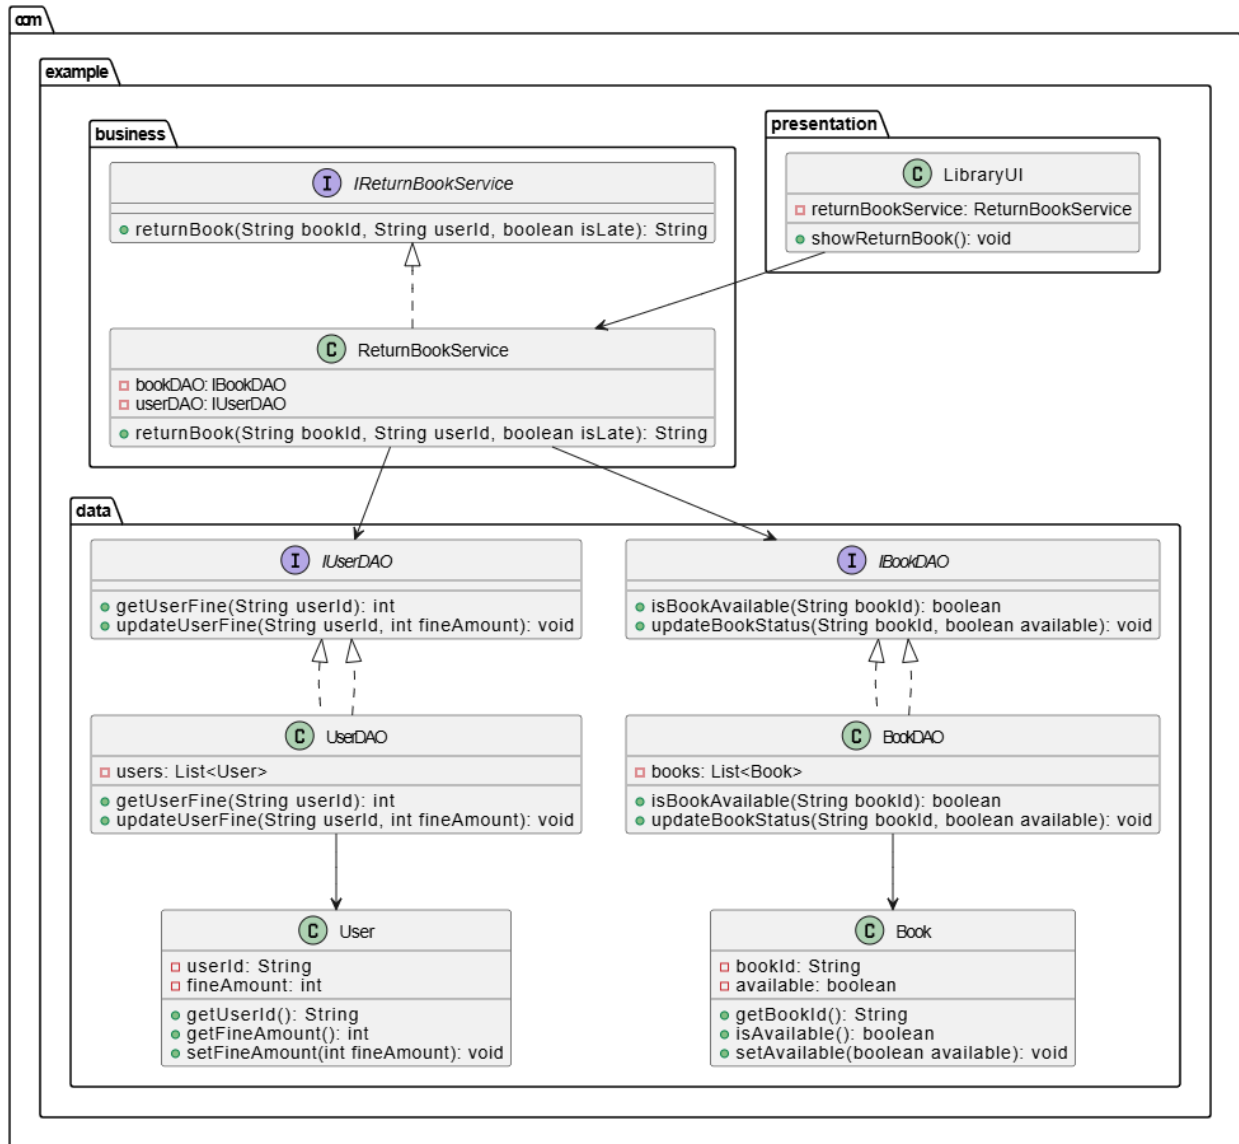 com
example
business
presentation
I IReturnBookService
returnBook(String bookId, String userId, boolean isLate): String
C LibraryUI
returnBookService: ReturnBookService
showReturnBook(): void
C ReturnBookService
bookDAO: IBookDAO
userDAO: IUserDAO
returnBook(String bookId, String userId, boolean isLate): String
data
I IUserDAO
getUserFine(String userId): int
updateUserFine(String userId, int fineAmount): void
I IBookDAO
isBookAvailable(String bookId): boolean
updateBookStatus(String bookId, boolean available): void
C UserDAO
users: List<User>
getUserFine(String userId): int
updateUserFine(String userId, int fineAmount): void
C BookDAO
books: List<Book>
isBookAvailable(String bookId): boolean
updateBookStatus(String bookId, boolean available): void
C User
userId: String
fineAmount: int
getUserId(): String
getFineAmount(): int
setFineAmount(int fineAmount): void
C Book
bookId: String
available: boolean
getBookId(): String
isAvailable(): boolean
setAvailable(boolean available): void